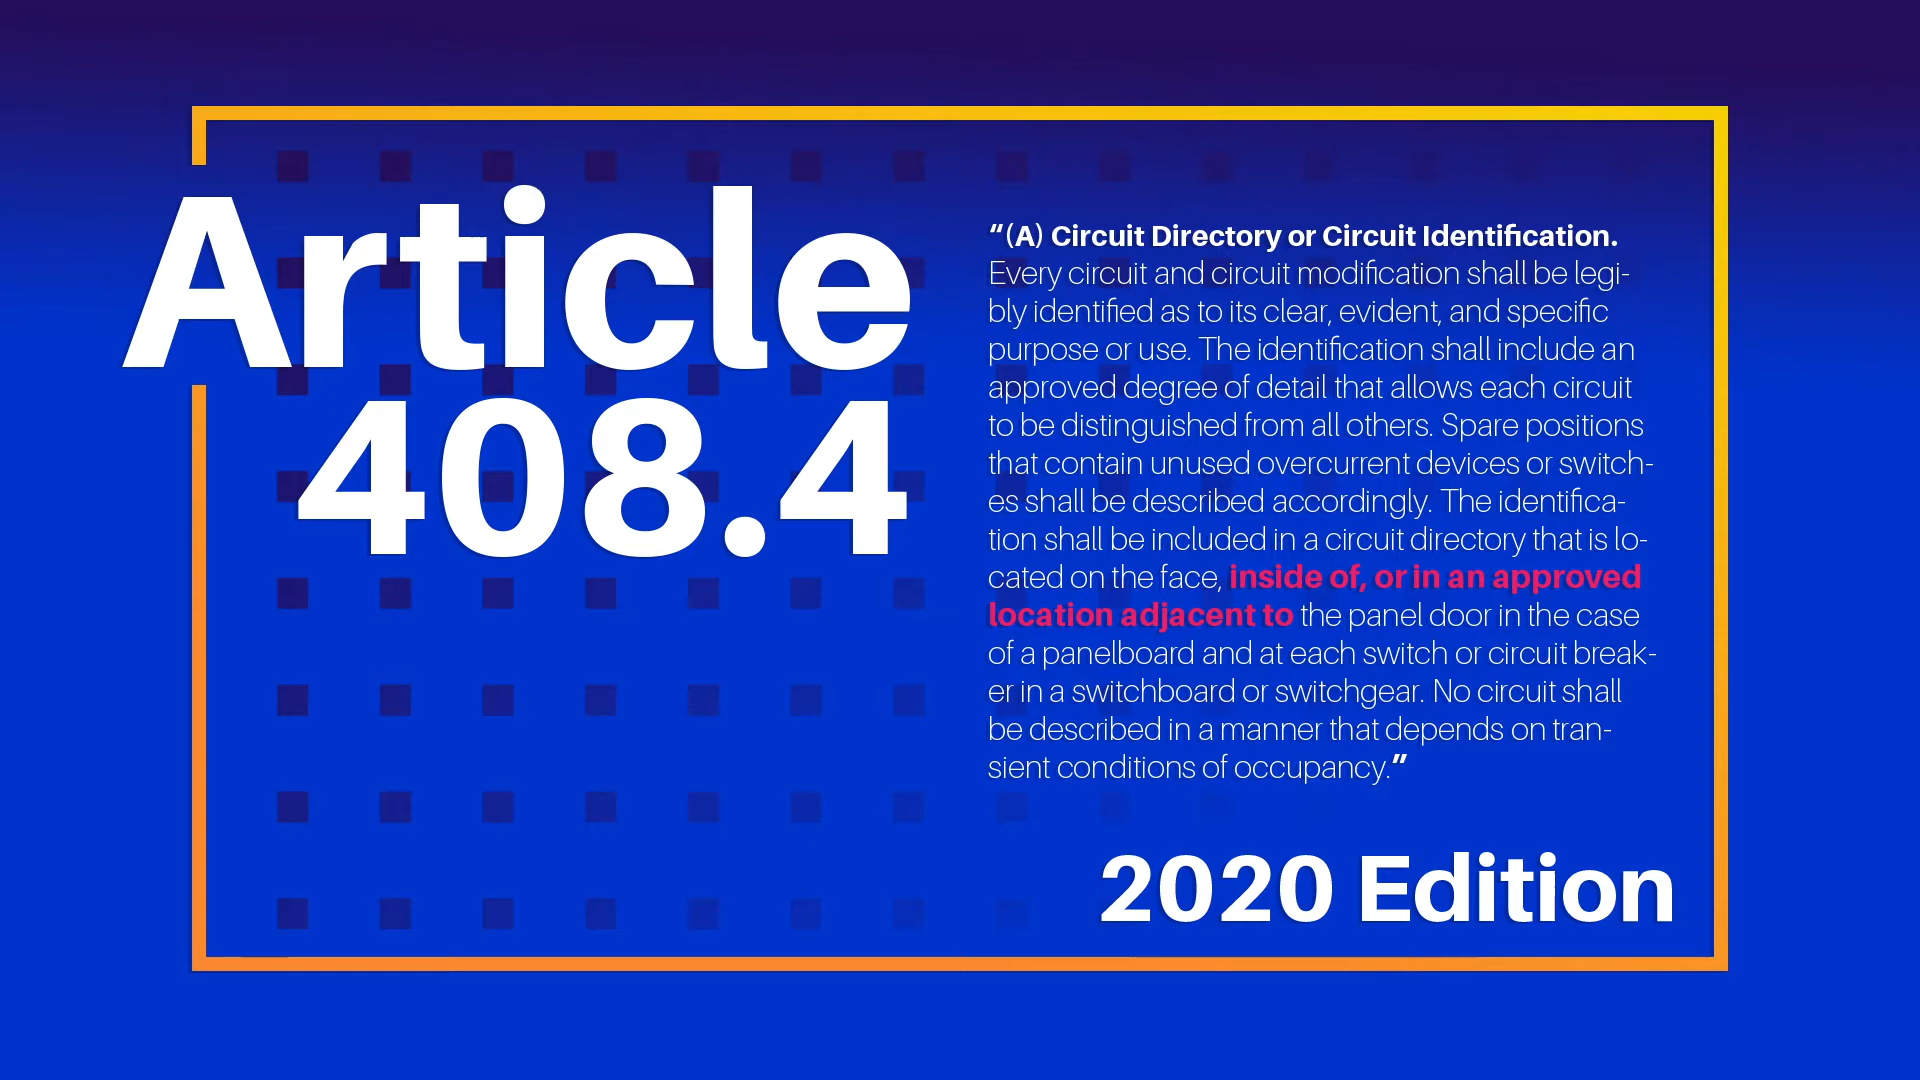 Article
408.4
“(A) Circuit Directory or Circuit Identification.
Every circuit and circuit modification shall be legi-
bly identified as to its clear, evident, and specific
purpose or use. The identification shall include an
approved degree of detail that allows each circuit
to be distinguished from all others. Spare positions
that contain unused overcurrent devices or switch-
es shall be described accordingly. The identifica-
tion shall be included in a circuit directory that is lo-
cated on the face, inside of, or in an approved
location adjacent to the panel door in the case
of a panelboard and at each switch or circuit break-
er in a switchboard or switchgear. No circuit shall
be described in a manner that depends on tran-
sient conditions of occupancy.”
2020 Edition